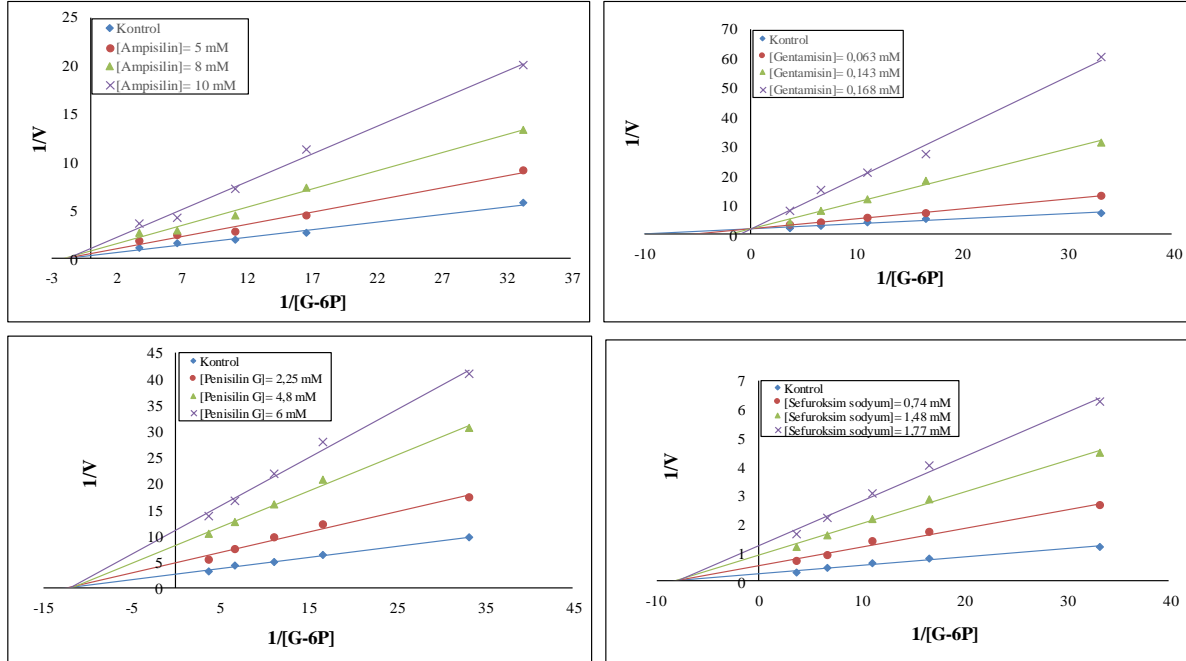 25
20
15
10
5
0
-3
2
7
12
17
22
27
32
37
1/V
1/[G-6P]
Kontrol
[Ampisilin]= 5 mM
[Ampisilin]= 8 mM
[Ampisilin]= 10 mM
70
60
50
40
30
20
10
0
-10
0
10
20
30
40
1/V
1/[G-6P]
Kontrol
[Gentamisin]= 0,063 mM
[Gentamisin]= 0,143 mM
[Gentamisin]= 0,168 mM
45
40
35
30
25
20
15
10
5
0
-15
-5
5
15
25
35
45
1/V
1/[G-6P]
Kontrol
[Penisilin G]= 2,25 mM
[Penisilin G]= 4,8 mM
[Penisilin G]= 6 mM
7
6
5
4
3
2
1
0
-10
0
10
20
30
40
1/V
1/[G-6P]
Kontrol
[Sefuroksim sodyum]= 0,74 mM
[Sefuroksim sodyum]= 1,48 mM
[Sefuroksim sodyum]= 1,77 mM